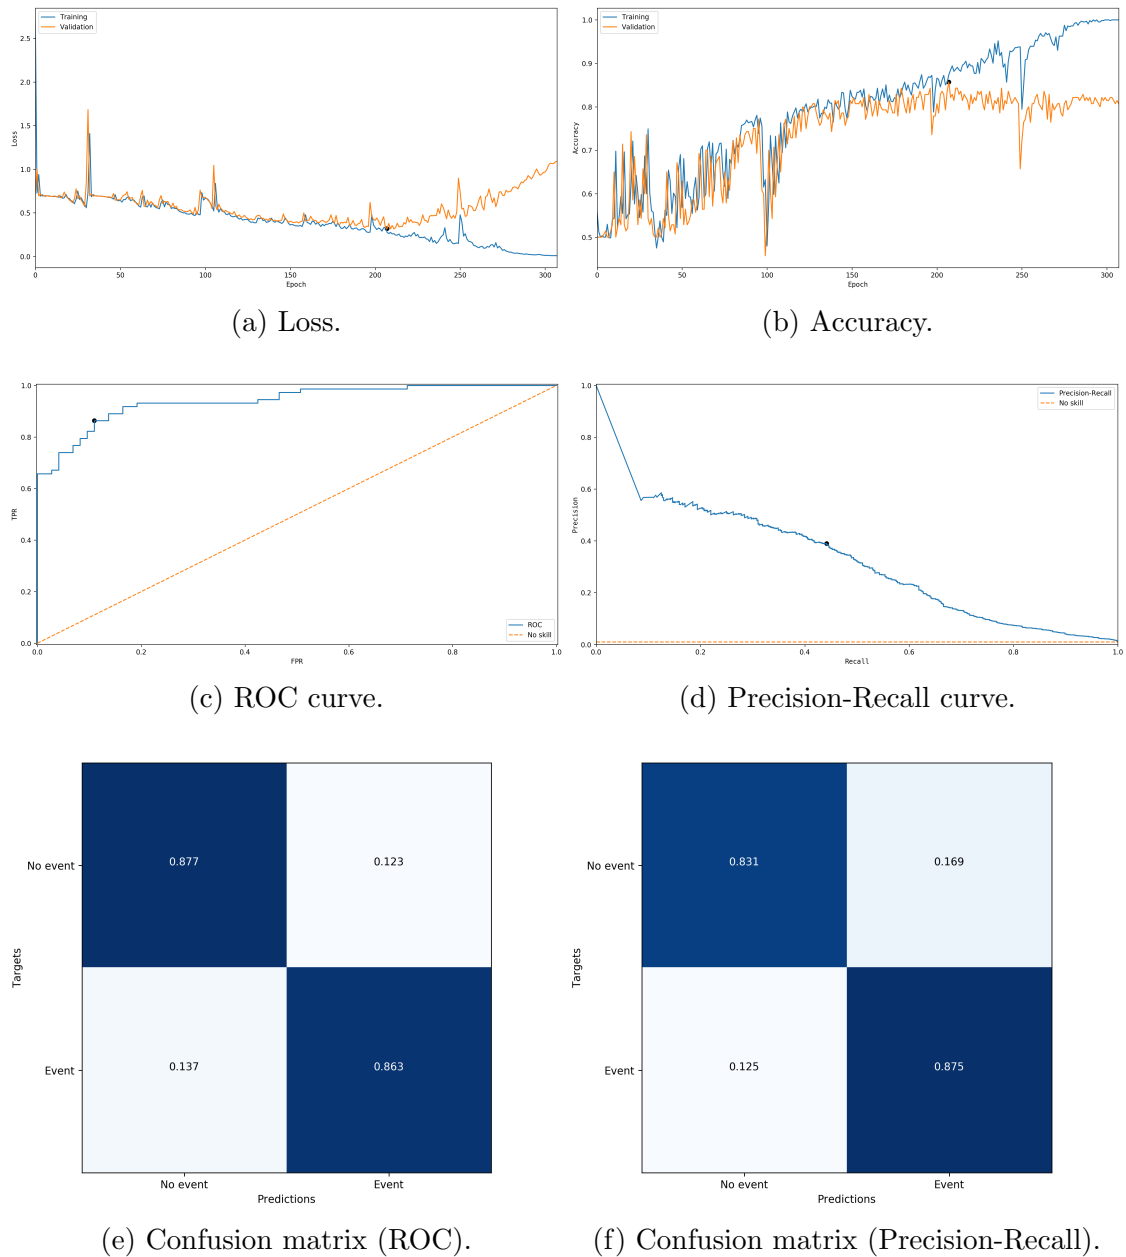 Training
Validation
2.5
2.0
1.5
1.0
0.5
0.0
Loss
0 50 100 150 200 250 300
Epoch
(a) Loss.
Training
Validation
1.0
0.9
0.8
0.7
0.6
0.5
Accuracy
0 50 100 150 200 250 300
Epoch
(b) Accuracy.
1.0
0.8
0.6
0.4
0.2
0.0
TPR
ROC
No skill
0.0 0.2 0.4 0.6 0.8 1.0
FPR
(c) ROC curve.
Precision-Recall
No skill
1.0
0.8
0.6
0.4
0.2
0.0
Precision
0.0 0.2 0.4 0.6 0.8 1.0
Recall
(d) Precision-Recall curve.
No event
Event
Targets
0.877 0.123
0.137 0.863
No event Event
Predictions
(e) Confusion matrix (ROC).
No event
Event
Targets
0.831 0.169
0.125 0.875
No event Event
Predictions
(f) Confusion matrix (Precision-Recall).